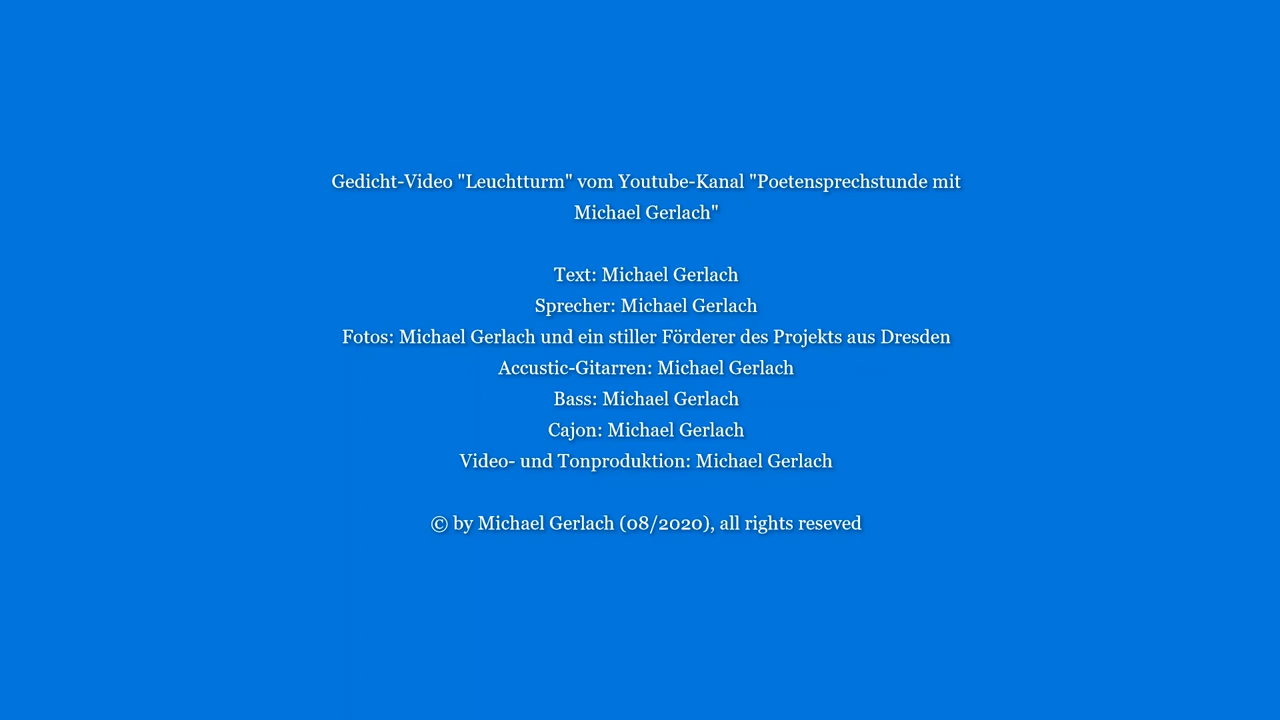 Gedicht-Video "Leuchtturm" vom Youtube-Kanal "Poetensprechstunde mit
Michael Gerlach"
Text: Michael Gerlach
Sprecher: Michael Gerlach
Fotos: Michael Gerlach und ein stiller Förderer des Projekts aus Dresden
Accustic-Gitarren: Michael Gerlach
Bass: Michael Gerlach
Cajon: Michael Gerlach
Video- und Tonproduktion: Michael Gerlach
© by Michael Gerlach (08/2020), all rights reseved